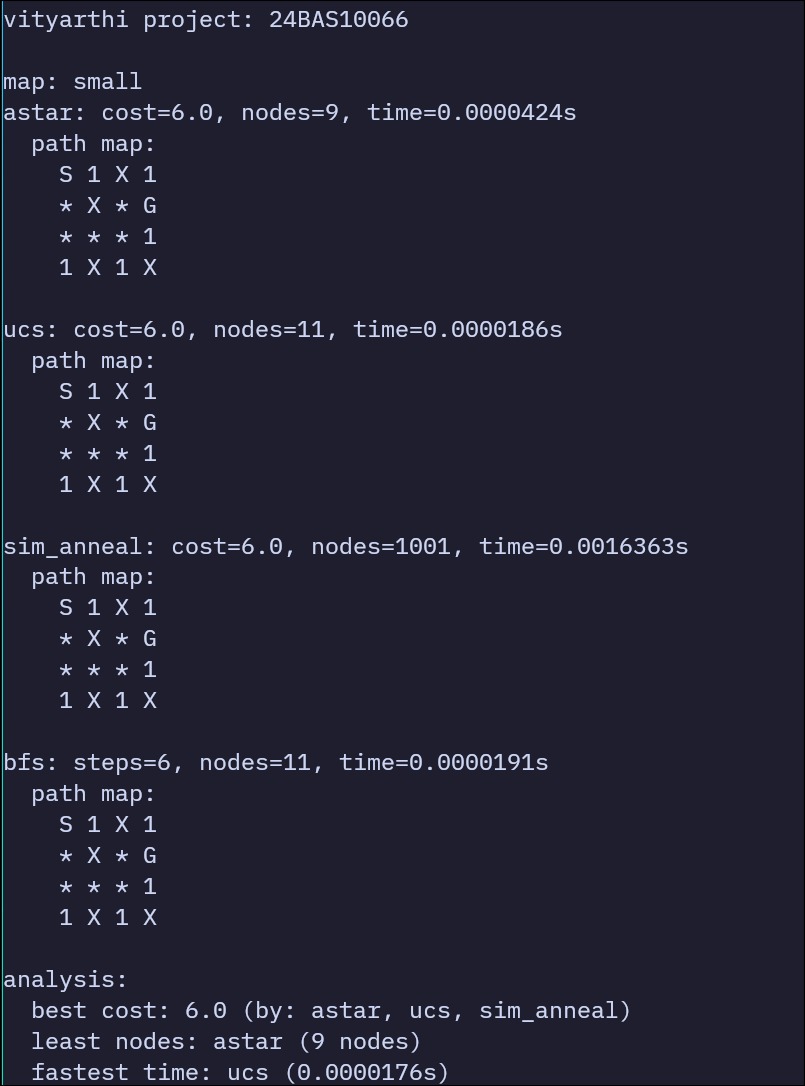 vityarthi project: 24BAS10066
map: small
astar: cost=6.0, nodes=9, time=0.0000424s
path map:
S 1 X 1
* X * G
* * * 1
1 X 1 X
ucs: cost=6.0, nodes=11, time=0.0000186s
path map:
S 1 X 1
* X * G
* * * 1
1 X 1 X
sim_anneal: cost=6.0, nodes=1001, time=0.0016363s
path map:
S 1 X 1
* X * G
* * * 1
1 X 1 X
bfs: steps=6, nodes=11, time=0.0000191s
path map:
S 1 X 1
* X * G
* * * 1
1 X 1 X
analysis:
best cost: 6.0 (by: astar, ucs, sim_anneal)
least nodes: astar (9 nodes)
fastest time: ucs (0.0000176s)